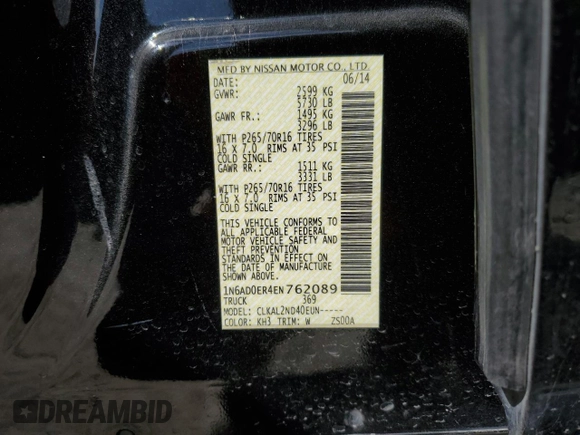 MFD BY NISSAN MOTOR CO., LTD.
DATE: 06/14
GVWR: 2599 KG
5730 LB
GAWR FR.: 1495 KG
3296 LB
WITH P265/70R16 TIRES
16 X 7.0 RIMS AT 35 PSI
COLD SINGLE
GAWR RR.: 1511 KG
3331 LB
WITH P265/70R16 TIRES
16 X 7.0 RIMS AT 35 PSI
COLD SINGLE
THIS VEHICLE CONFORMS TO
ALL APPLICABLE FEDERAL
MOTOR VEHICLE SAFETY AND
THEFT PREVENTION
STANDARDS IN EFFECT ON
THE DATE OF MANUFACTURE
SHOWN ABOVE.
1N6AD0ER4EN762089
TRUCK 369
MODEL: CLKAL2ND40EUN-----
COLOR: KH3 TRIM: W ZS00A
DREAMBID